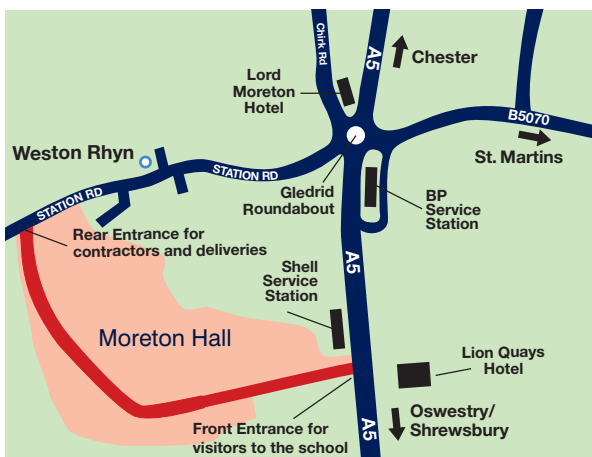 Chirk Rd
A5
Chester
Lord
Moreton
Hotel
B5070
St. Martins
Weston Rhyn
STATION RD
STATION RD
Gledrid
Roundabout
BP
Service
Station
Rear Entrance for
contractors and deliveries
A5
Shell
Service
Station
Moreton Hall
Lion Quays
Hotel
Front Entrance for
visitors to the school
A5
Oswestry/
Shrewsbury